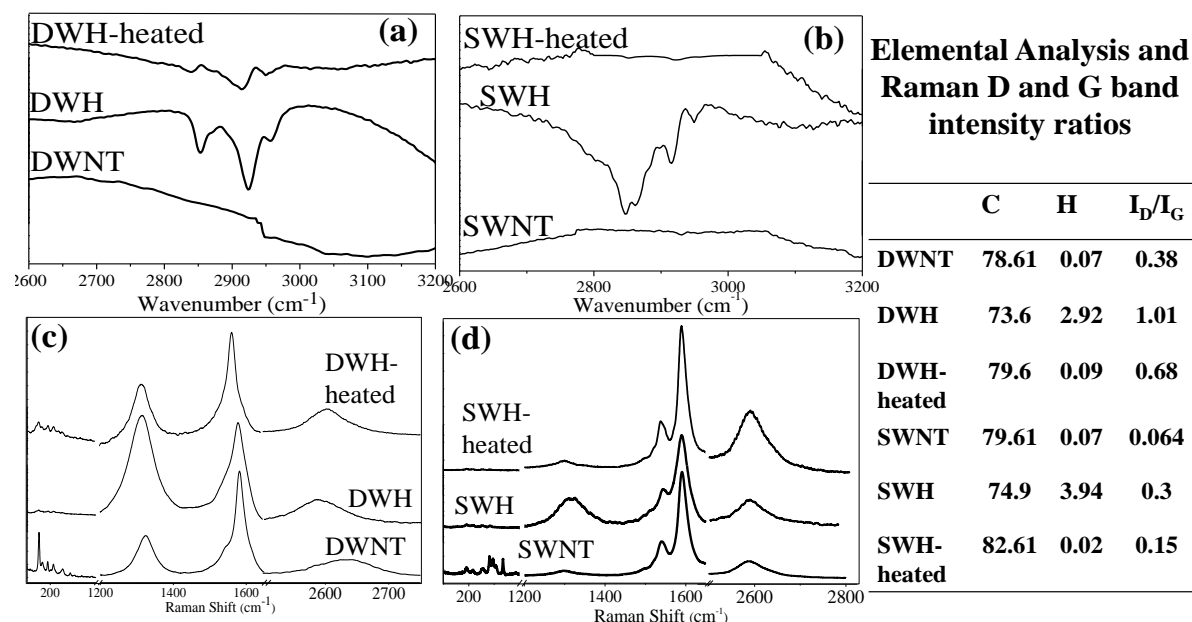 DWH-heated
(a)
DWH
DWNT
2600 2700 2800 2900 3000 3100 3200
Wavenumber (cm-1)
SWH-heated
(b)
SWH
SWNT
2600 2800 3000 3200
Wavenumber (cm-1)
(c)
DWH-
heated
DWH
DWNT
200 1200 1400 1600 2600 2700
Raman Shift (cm-1)
(d)
SWH-
heated
SWH
SWNT
200 1200 1400 1600 2600 2800
Raman Shift (cm-1)
Elemental Analysis and
Raman D and G band
intensity ratios
C H ID/IG
DWNT 78.61 0.07 0.38
DWH 73.6 2.92 1.01
DWH- 79.6 0.09 0.68
heated
SWNT 79.61 0.07 0.064
SWH 74.9 3.94 0.3
SWH- 82.61 0.02 0.15
heated